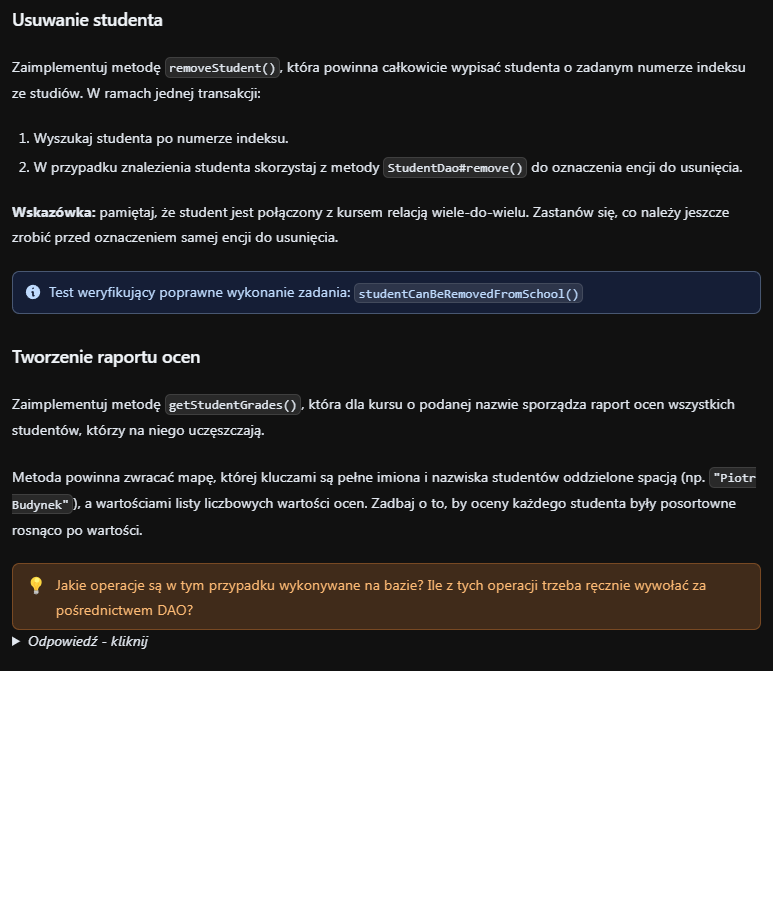 Usuwanie studenta
Zaimplementuj metodę removeStudent(), która powinna całkowicie wypisać studenta o zadanym numerze indeksu
ze studiów. W ramach jednej transakcji:
1. Wyszukaj studenta po numerze indeksu.
2. W przypadku znalezienia studenta skorzystaj z metody StudentDao#remove() do oznaczenia encji do usunięcia.
Wskazówka: pamiętaj, że student jest połączony z kursem relacją wiele-do-wielu. Zastanów się, co należy jeszcze
zrobić przed oznaczeniem samej encji do usunięcia.
Test weryfikujący poprawne wykonanie zadania: studentCanBeRemovedFromSchool()
Tworzenie raportu ocen
Zaimplementuj metodę getStudentGrades(), która dla kursu o podanej nazwie sporządza raport ocen wszystkich
studentów, którzy na niego uczęszczają.
Metoda powinna zwracać mapę, której kluczami są pełne imiona i nazwiska studentów oddzielone spacją (np. "Piotr
Budynek"), a wartościami listy liczbowych wartości ocen. Zadbaj o to, by oceny każdego studenta były posortowne
rosnąco po wartości.
Jakie operacje są w tym przypadku wykonywane na bazie? Ile z tych operacji trzeba ręcznie wywołać za
pośrednictwem DAO?
Odpowiedź - kliknij